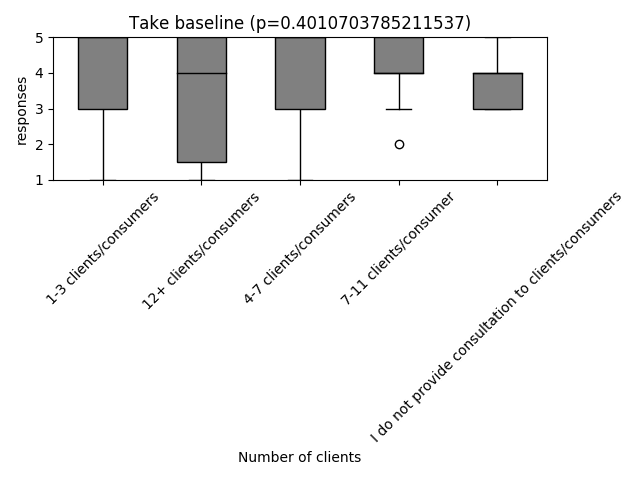 Take baseline (p=0.4010703785211537)
5
4
3
2
1
responses
1-3 clients/consumers
12+ clients/consumers
4-7 clients/consumers
7-11 clients/consumer
I do not provide consultation to clients/consumers
Number of clients